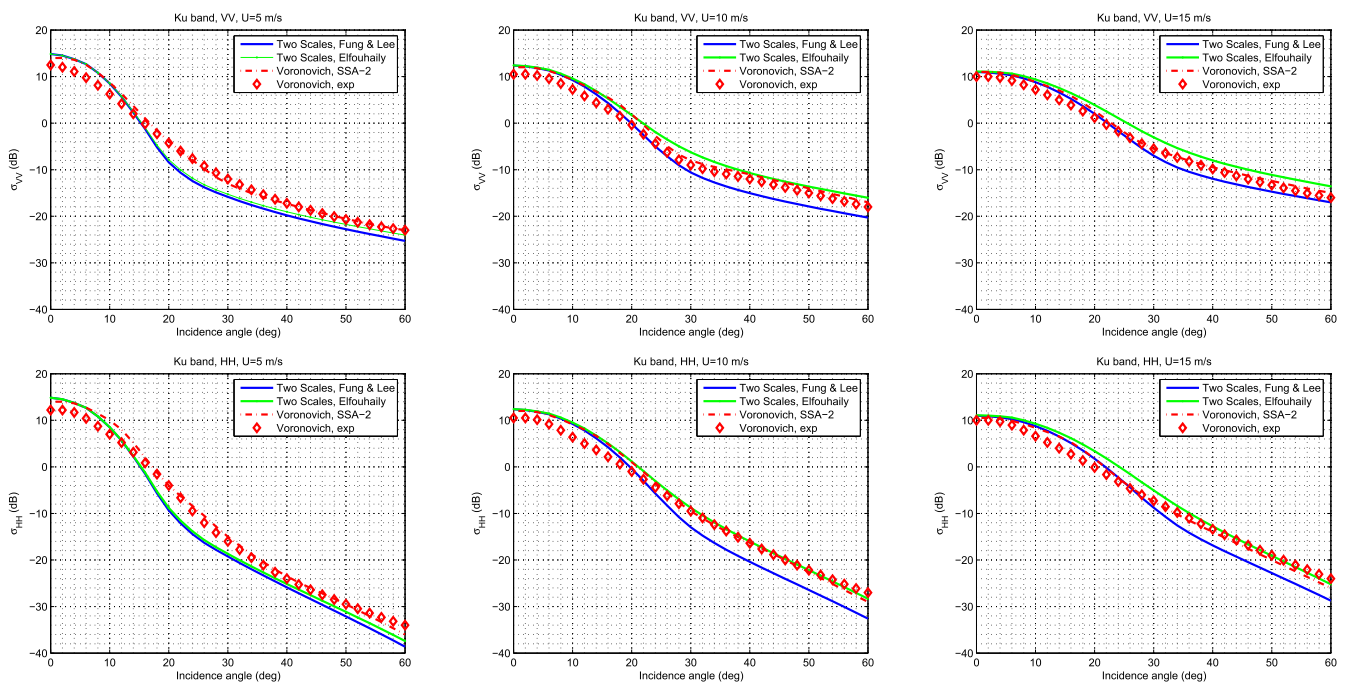 Ku band, VV, U=5 m/s
20
10
0
−10
−20
−30
−40
σVV (dB)
Two Scales, Fung & Lee
Two Scales, Elfouhaily
Voronovich, SSA−2
Voronovich, exp
0 10 20 30 40 50 60
Incidence angle (deg)
Ku band, VV, U=10 m/s
20
10
0
−10
−20
−30
−40
σVV (dB)
Two Scales, Fung & Lee
Two Scales, Elfouhaily
Voronovich, SSA−2
Voronovich, exp
0 10 20 30 40 50 60
Incidence angle (deg)
Ku band, VV, U=15 m/s
20
10
0
−10
−20
−30
−40
σVV (dB)
Two Scales, Fung & Lee
Two Scales, Elfouhaily
Voronovich, SSA−2
Voronovich, exp
0 10 20 30 40 50 60
Incidence angle (deg)
Ku band, HH, U=5 m/s
20
10
0
−10
−20
−30
−40
σHH (dB)
Two Scales, Fung & Lee
Two Scales, Elfouhaily
Voronovich, SSA−2
Voronovich, exp
0 10 20 30 40 50 60
Incidence angle (deg)
Ku band, HH, U=10 m/s
20
10
0
−10
−20
−30
−40
σHH (dB)
Two Scales, Fung & Lee
Two Scales, Elfouhaily
Voronovich, SSA−2
Voronovich, exp
0 10 20 30 40 50 60
Incidence angle (deg)
Ku band, HH, U=15 m/s
20
10
0
−10
−20
−30
−40
σHH (dB)
Two Scales, Fung & Lee
Two Scales, Elfouhaily
Voronovich, SSA−2
Voronovich, exp
0 10 20 30 40 50 60
Incidence angle (deg)